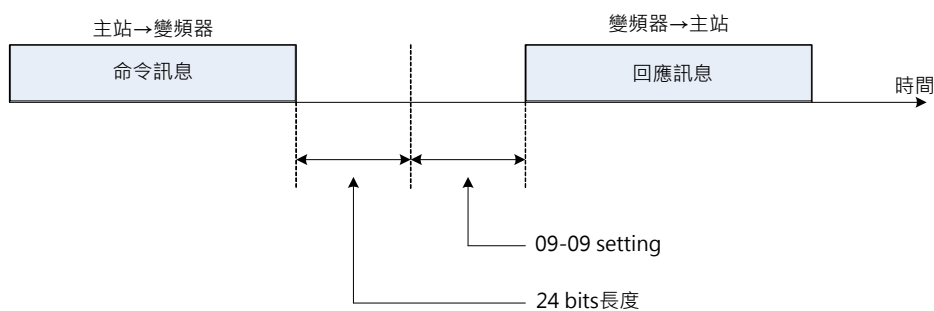 主站→變頻器
變頻器→主站
命令訊息
回應訊息
時間
09-09 setting
24 bits長度